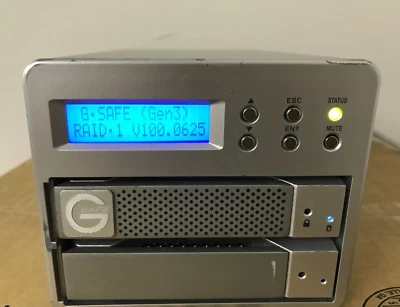 G·SAFE (Gen3)
RAID·1 V100.0625
▲ ESC STATUS
▼ ENT MUTE
G